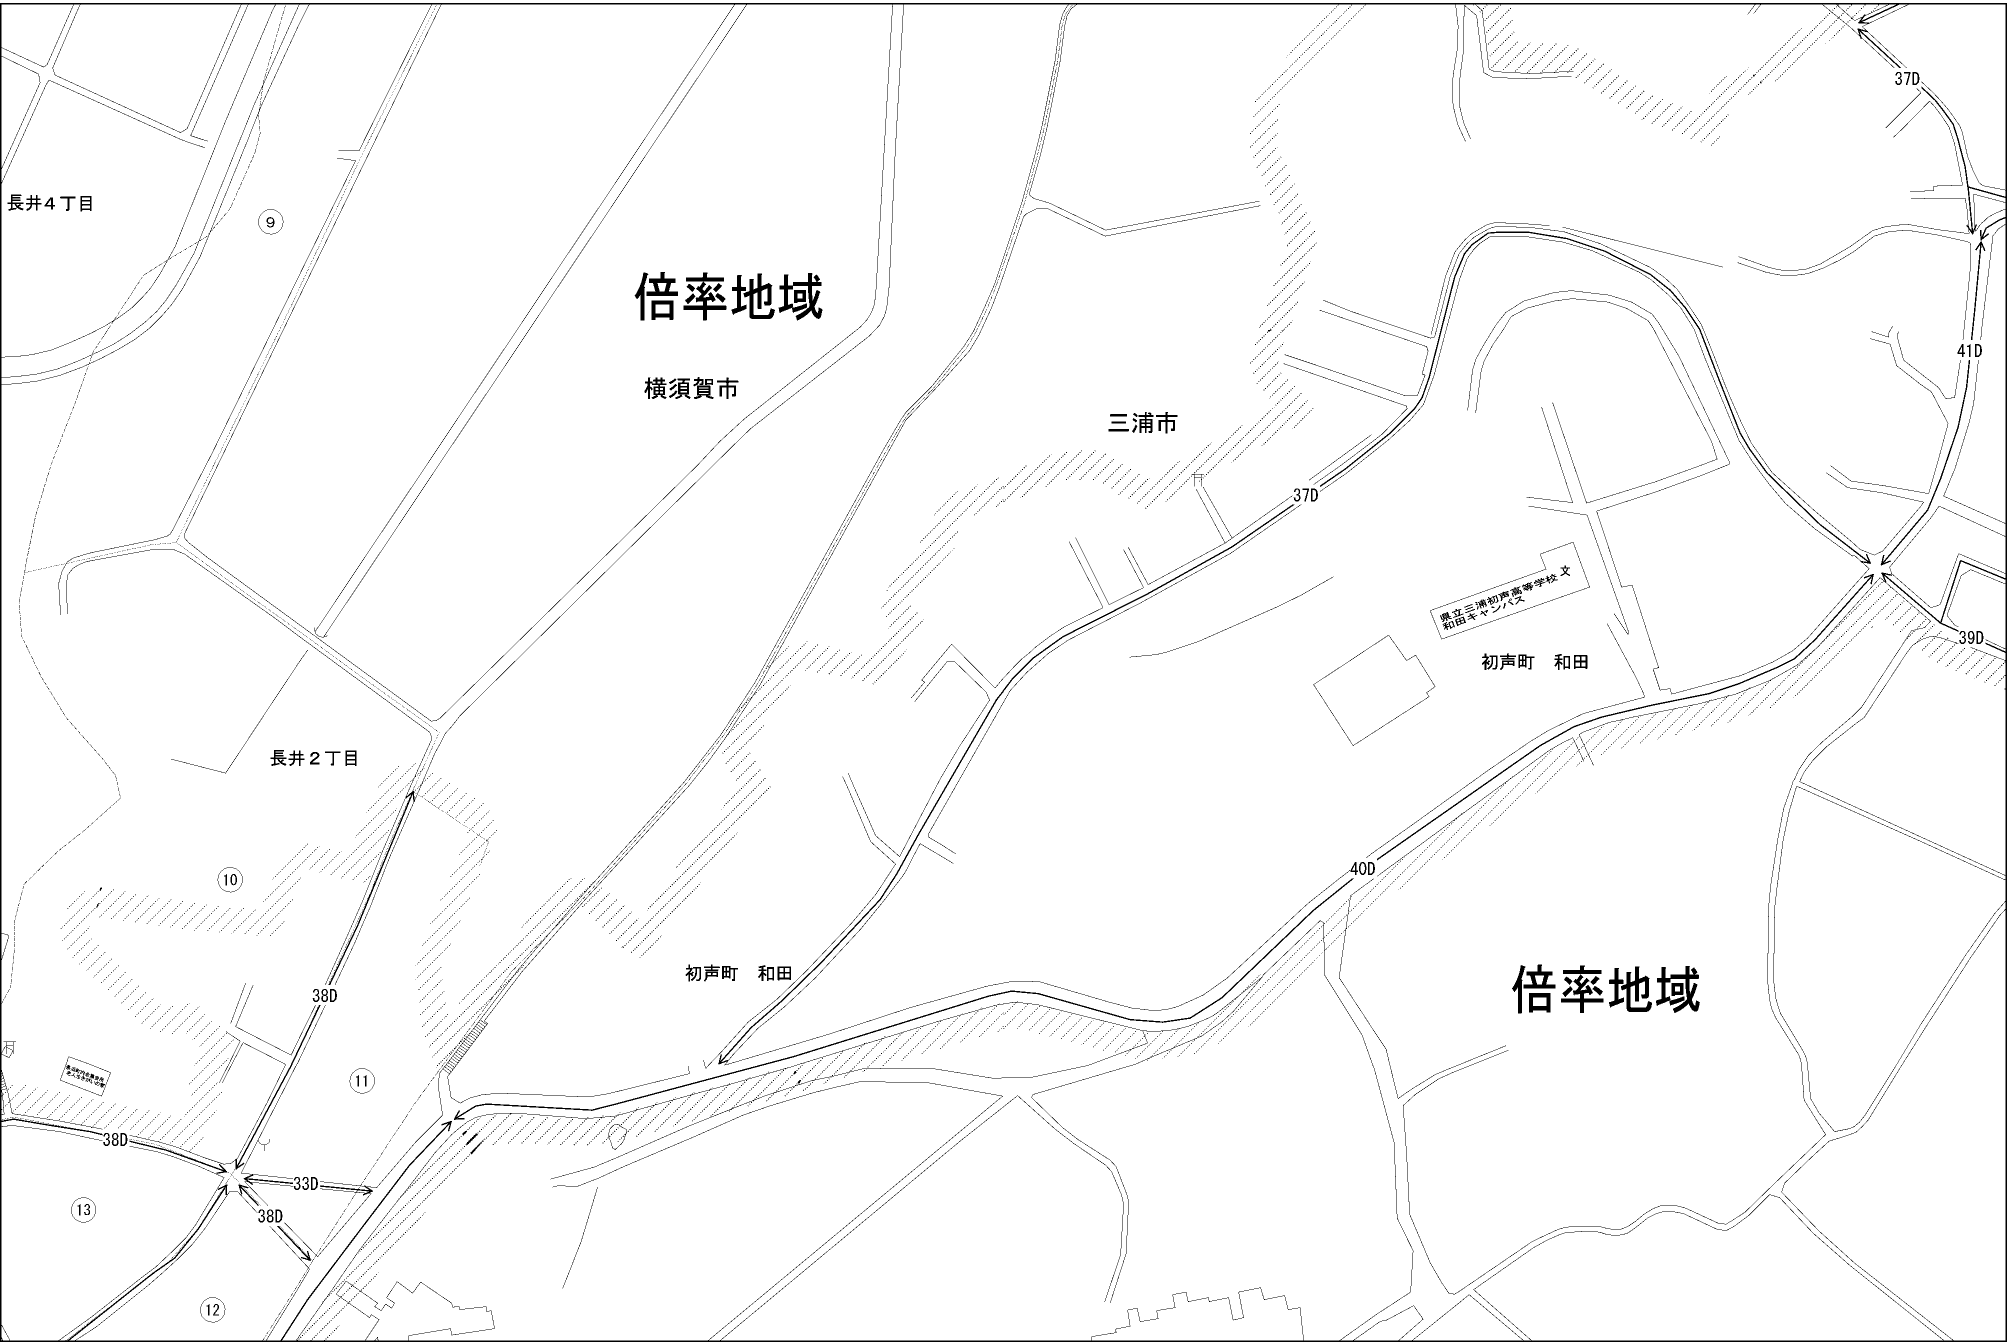 37D
長井４丁目
⑨
倍率地域
41D
横須賀市
三浦市
37D
県立三浦初声高等学校 文
和田キャンパス
39D
初声町　和田
長井２丁目
40D
⑩
初声町　和田
倍率地域
38D
⑪
38D
33D
⑬
38D
⑫